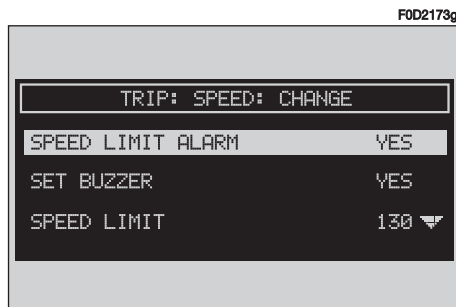 F0D2173g
TRIP: SPEED: CHANGE
SPEED LIMIT ALARM YES
SET BUZZER YES
SPEED LIMIT 130